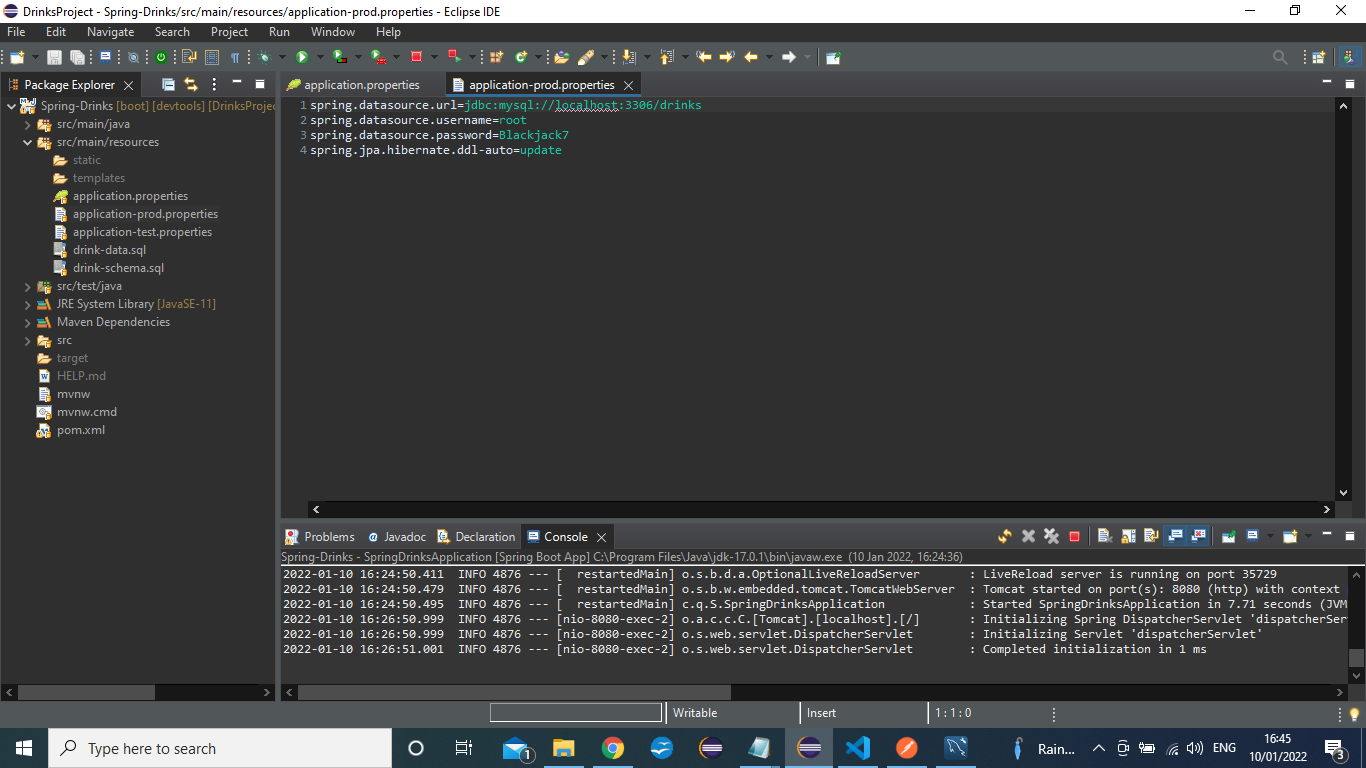 DrinksProject - Spring-Drinks/src/main/resources/application-prod.properties - Eclipse IDE
File Edit Navigate Search Project Run Window Help
Package Explorer
Spring-Drinks [boot] [devtools] [DrinksProjec
src/main/java
src/main/resources
static
templates
application.properties
application-prod.properties
application-test.properties
drink-data.sql
drink-schema.sql
src/test/java
JRE System Library [JavaSE-11]
Maven Dependencies
src
target
HELP.md
mvnw
mvnw.cmd
pom.xml
application.properties application-prod.properties
1 spring.datasource.url=jdbc:mysql://localhost:3306/drinks
2 spring.datasource.username=root
3 spring.datasource.password=Blackjack7
4 spring.jpa.hibernate.ddl-auto=update
Problems @ Javadoc Declaration Console
Spring-Drinks - SpringDrinksApplication [Spring Boot App] C:\Program Files\Java\jdk-17.0.1\bin\javaw.exe (10 Jan 2022, 16:24:36)
2022-01-10 16:24:50.411 INFO 4876 --- [ restartedMain] o.s.b.d.a.OptionalLiveReloadServer : LiveReload server is running on port 35729
2022-01-10 16:24:50.479 INFO 4876 --- [ restartedMain] o.s.b.w.embedded.tomcat.TomcatWebServer : Tomcat started on port(s): 8080 (http) with context
2022-01-10 16:24:50.495 INFO 4876 --- [ restartedMain] c.q.S.SpringDrinksApplication : Started SpringDrinksApplication in 7.71 seconds (JVM
2022-01-10 16:26:50.999 INFO 4876 --- [nio-8080-exec-2] o.a.c.c.C.[Tomcat].[localhost].[/] : Initializing Spring DispatcherServlet 'dispatcherSer
2022-01-10 16:26:50.999 INFO 4876 --- [nio-8080-exec-2] o.s.web.servlet.DispatcherServlet : Initializing Servlet 'dispatcherServlet'
2022-01-10 16:26:51.001 INFO 4876 --- [nio-8080-exec-2] o.s.web.servlet.DispatcherServlet : Completed initialization in 1 ms
Writable Insert 1 : 1 : 0
Type here to search
1
Rain...
ENG
16:45
10/01/2022
3